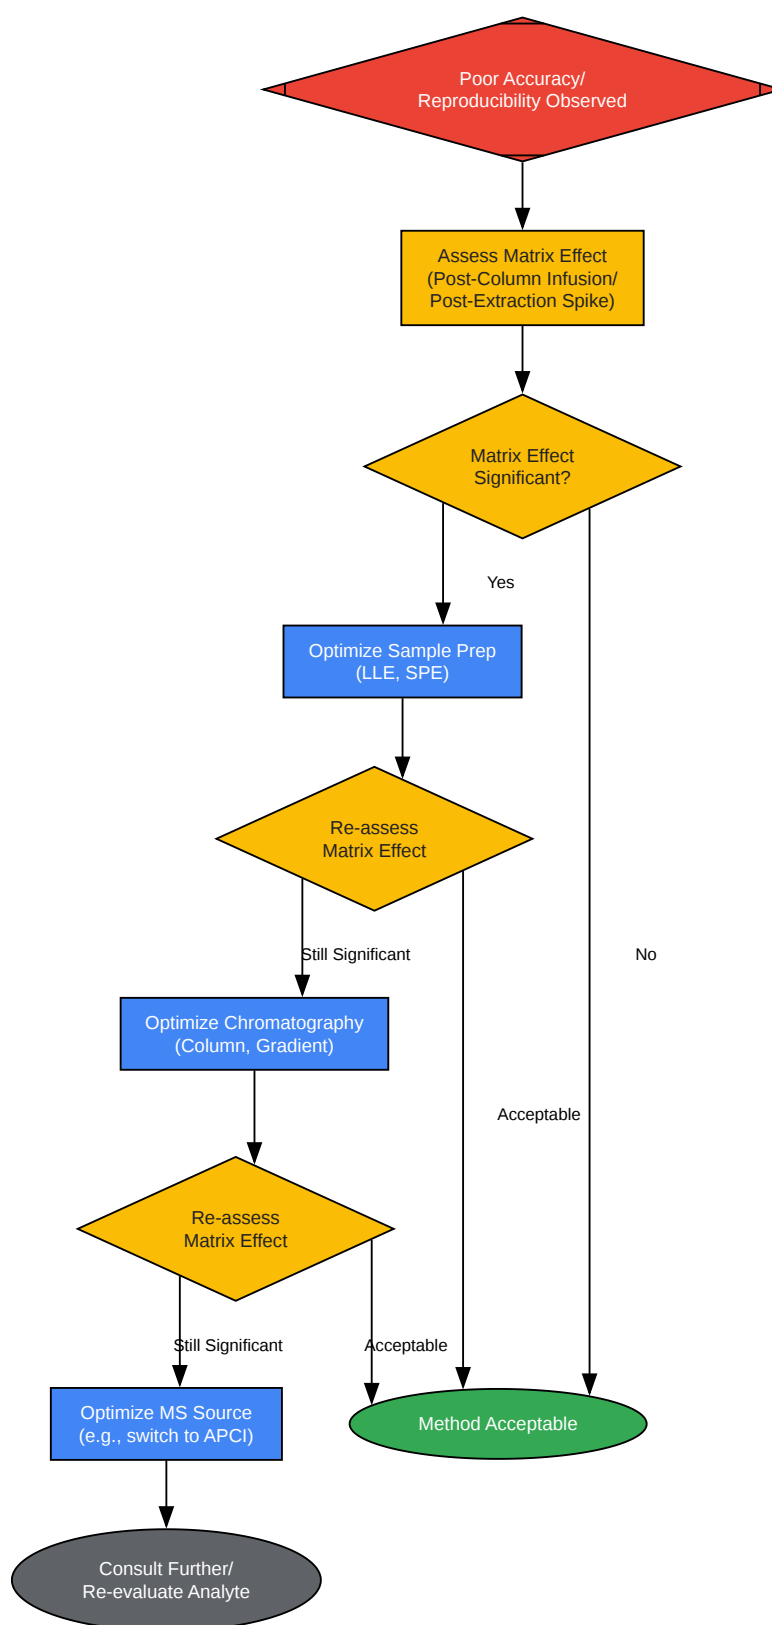 Poor Accuracy/
Reproducibility Observed
Assess Matrix Effect
(Post-Column Infusion/
Post-Extraction Spike)
Matrix Effect
Significant?
Yes
Optimize Sample Prep
(LLE, SPE)
Re-assess
Matrix Effect
Still Significant
No
Optimize Chromatography
(Column, Gradient)
Acceptable
Re-assess
Matrix Effect
Still Significant
Acceptable
Optimize MS Source
(e.g., switch to APCI)
Method Acceptable
Consult Further/
Re-evaluate Analyte